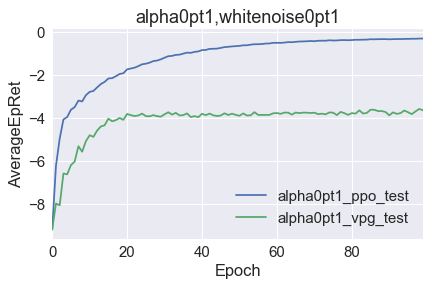 alpha0pt1,whitenoise0pt1
0
−2
−4
−6
−8
AverageEpRet
alpha0pt1_ppo_test
alpha0pt1_vpg_test
0 20 40 60 80
Epoch